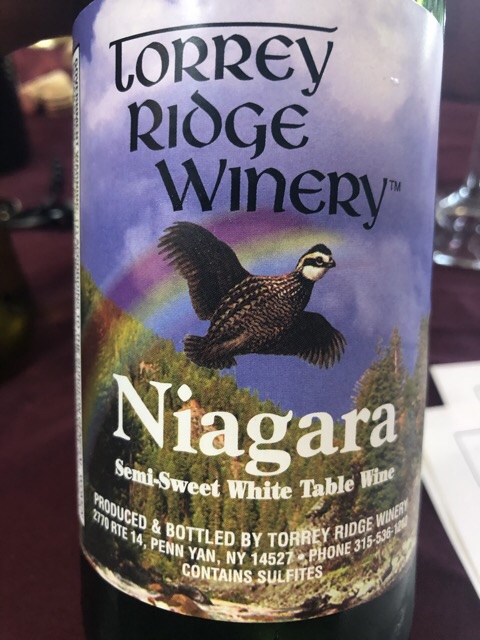 TORREY
RIDGE
WINERY™
Niagara
Semi-Sweet White Table Wine
PRODUCED & BOTTLED BY TORREY RIDGE WINERY
2770 RTE 14, PENN YAN, NY 14527 • PHONE 315-536-1210
CONTAINS SULFITES